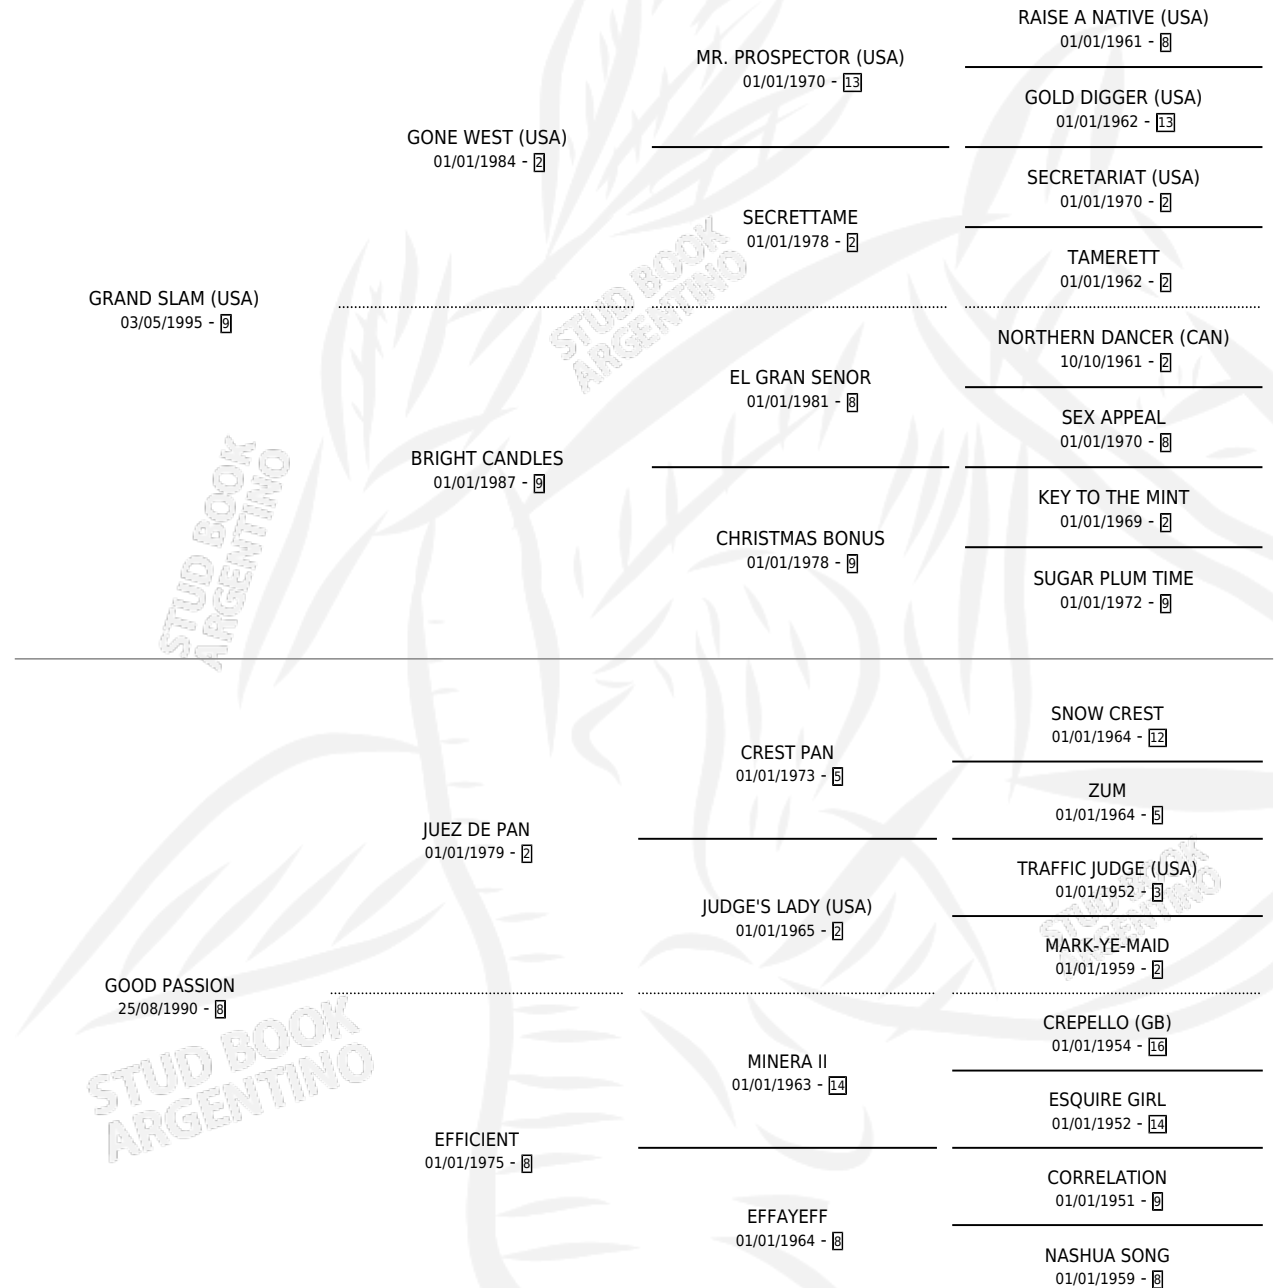 RAISE A NATIVE (USA)
01/01/1961 - 8
MR. PROSPECTOR (USA)
01/01/1970 - 13
GOLD DIGGER (USA)
01/01/1962 - 13
GONE WEST (USA)
01/01/1984 - 2
SECRETARIAT (USA)
01/01/1970 - 2
SECRETTAME
01/01/1978 - 2
TAMERETT
01/01/1962 - 2
GRAND SLAM (USA)
03/05/1995 - 9
NORTHERN DANCER (CAN)
10/10/1961 - 2
EL GRAN SENOR
01/01/1981 - 8
SEX APPEAL
01/01/1970 - 8
BRIGHT CANDLES
01/01/1987 - 9
KEY TO THE MINT
01/01/1969 - 2
CHRISTMAS BONUS
01/01/1978 - 9
SUGAR PLUM TIME
01/01/1972 - 9
STUD BOOK
ARGENTINO
STUD BOOK
ARGENTINO
SNOW CREST
01/01/1964 - 12
CREST PAN
01/01/1973 - 5
ZUM
01/01/1964 - 5
JUEZ DE PAN
01/01/1979 - 2
TRAFFIC JUDGE (USA)
01/01/1952 - 3
JUDGE'S LADY (USA)
01/01/1965 - 2
MARK-YE-MAID
01/01/1959 - 2
STUD BOOK
ARGENTINO
GOOD PASSION
25/08/1990 - 8
CREPELLO (GB)
01/01/1954 - 16
MINERA II
01/01/1963 - 14
ESQUIRE GIRL
01/01/1952 - 14
EFFICIENT
01/01/1975 - 8
CORRELATION
01/01/1951 - 9
EFFAYEFF
01/01/1964 - 8
NASHUA SONG
01/01/1959 - 8
STUD BOOK
ARGENTINO